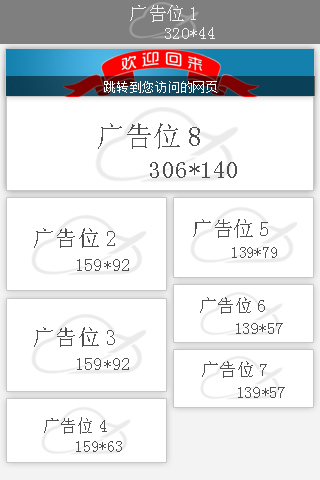 广告位 1
320*44
欢迎回来
跳转到您访问的网页
广告位 8
306*140
广告位 2
159*92
广告位 5
139*79
广告位 3
159*92
广告位 6
139*57
广告位 7
139*57
广告位 4
159*63